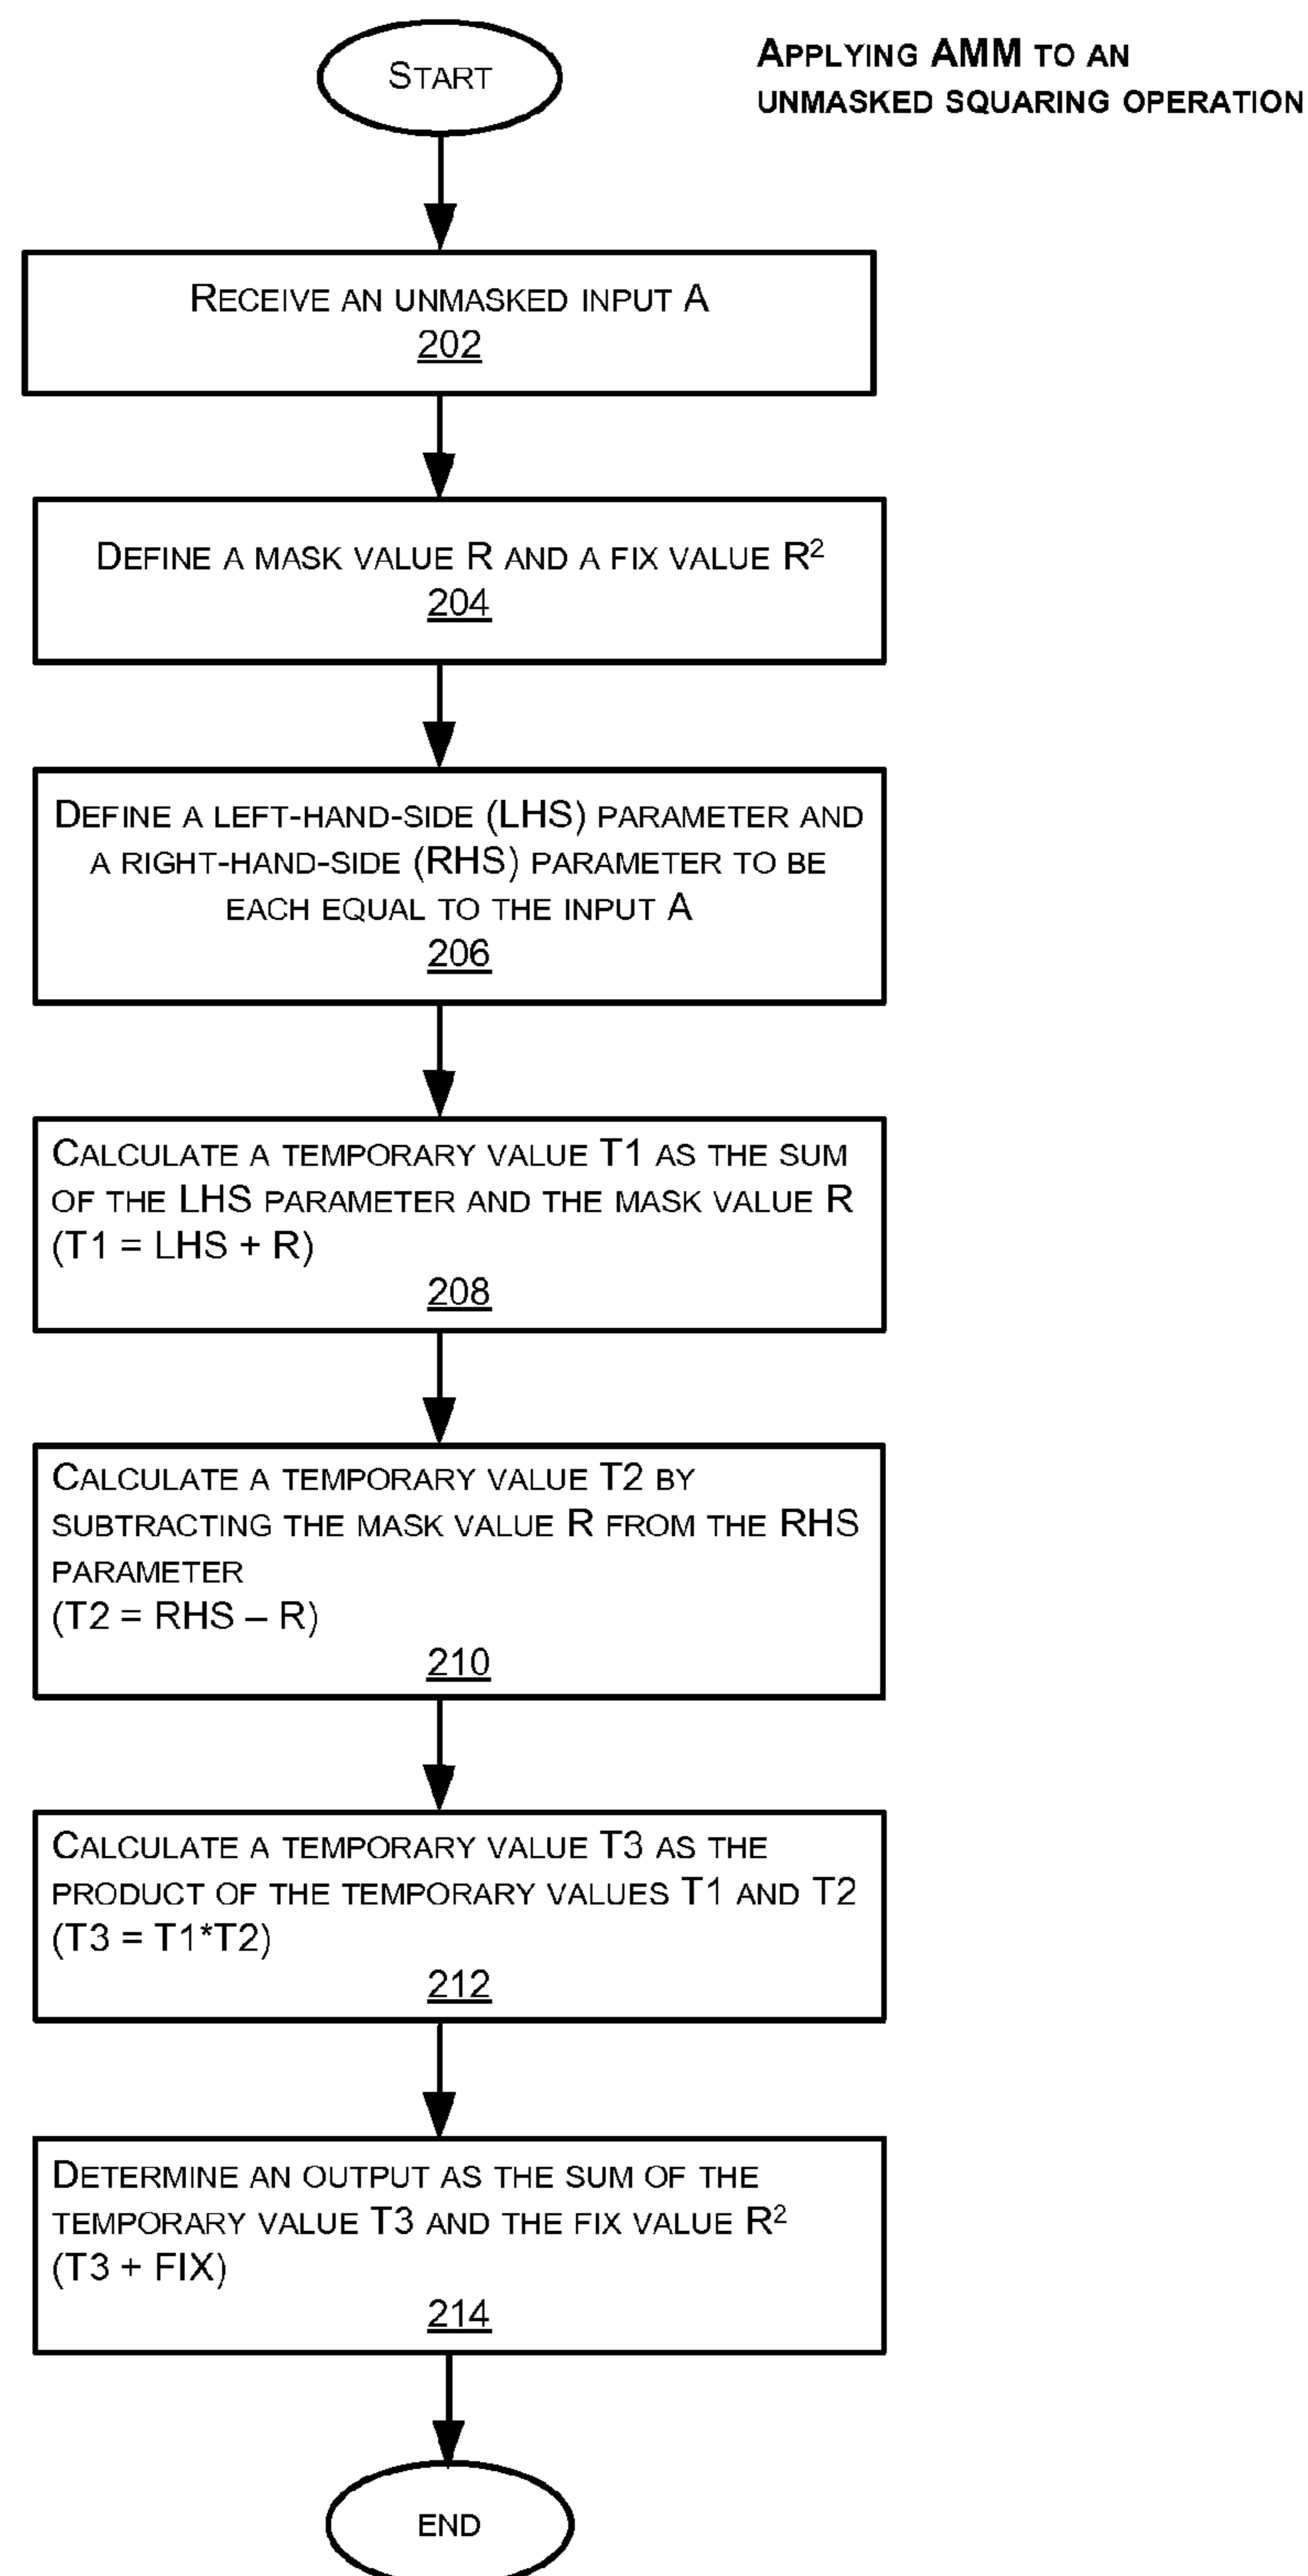 START
APPLYING AMM TO AN
UNMASKED SQUARING OPERATION
RECEIVE AN UNMASKED INPUT A
202
DEFINE A MASK VALUE R AND A FIX VALUE R²
204
DEFINE A LEFT-HAND-SIDE (LHS) PARAMETER AND
A RIGHT-HAND-SIDE (RHS) PARAMETER TO BE
EACH EQUAL TO THE INPUT A
206
CALCULATE A TEMPORARY VALUE T1 AS THE SUM
OF THE LHS PARAMETER AND THE MASK VALUE R
(T1 = LHS + R)
208
CALCULATE A TEMPORARY VALUE T2 BY
SUBTRACTING THE MASK VALUE R FROM THE RHS
PARAMETER
(T2 = RHS – R)
210
CALCULATE A TEMPORARY VALUE T3 AS THE
PRODUCT OF THE TEMPORARY VALUES T1 AND T2
(T3 = T1*T2)
212
DETERMINE AN OUTPUT AS THE SUM OF THE
TEMPORARY VALUE T3 AND THE FIX VALUE R²
(T3 + FIX)
214
END